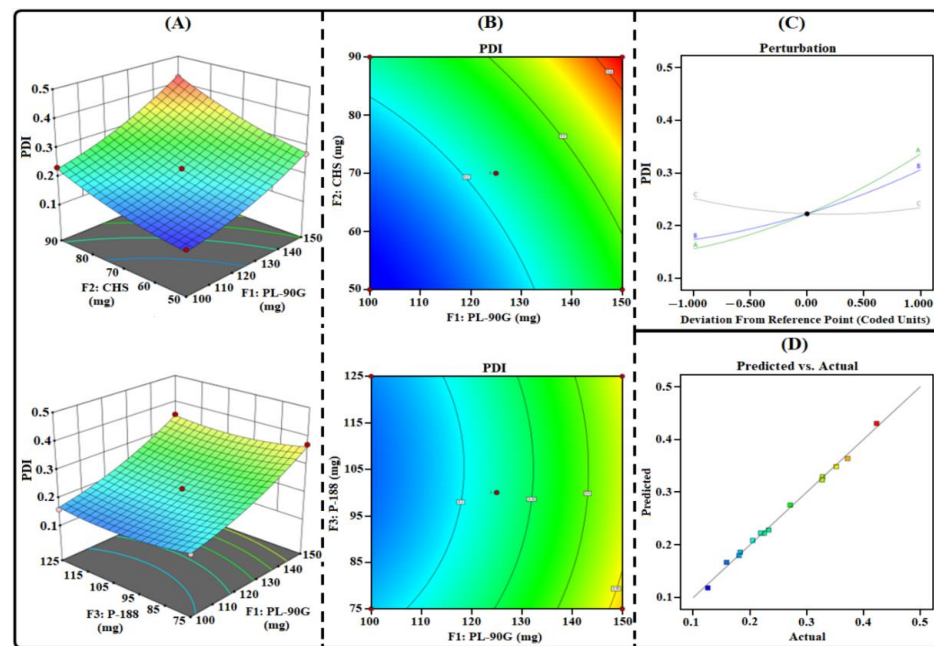 (A)
(B)
(C)
PDI
0.5
0.4
0.3
0.2
0.1
90
80
70
60
50
F2: CHS
(mg)
100
110
120
130
140
150
F1: PL-90G
(mg)
PDI
90
80
70
60
50
F2: CHS (mg)
100
110
120
130
140
150
F1: PL-90G (mg)
Perturbation
0.5
0.4
0.3
0.2
0.1
PDI
C
B
A
A
B
C
−1.000
−0.500
0.00
0.500
1.000
Deviation From Reference Point (Coded Units)
PDI
0.5
0.4
0.3
0.2
0.1
125
115
105
95
85
75
F3: P-188
(mg)
100
110
120
130
140
150
F1: PL-90G
(mg)
PDI
125
115
105
95
85
75
F3: P-188 (mg)
100
110
120
130
140
150
F1: PL-90G (mg)
(D)
Predicted vs. Actual
0.5
0.4
0.3
0.2
0.1
Predicted
0.1
0.2
0.3
0.4
0.5
Actual